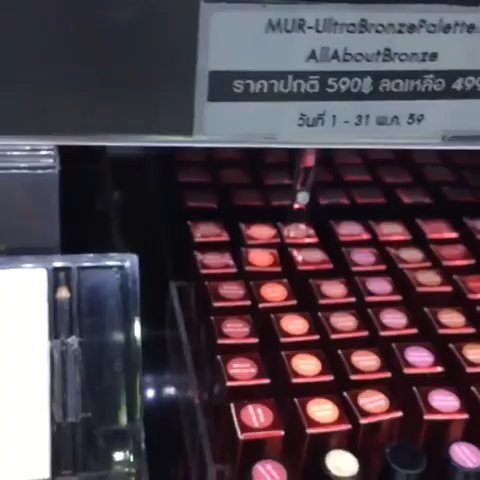 MUR-UltraBronzePalette
AllAboutBronze
ราคาปกติ 590฿ ลดเหลือ 499
วันที่ 1 - 31 พ.ค. 59